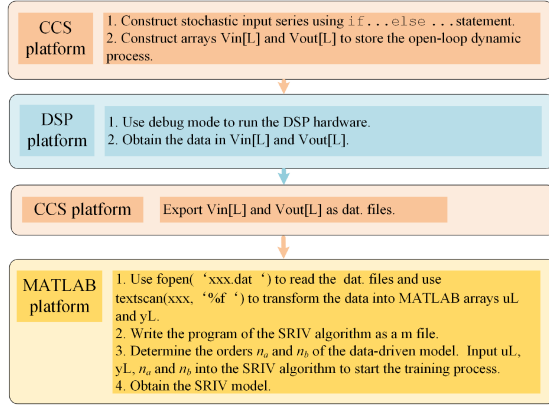 CCS
platform
1. Construct stochastic input series using if...else ...statement.
2. Construct arrays Vin[L] and Vout[L] to store the open-loop dynamic
process.
DSP
platform
1. Use debug mode to run the DSP hardware.
2. Obtain the data in Vin[L] and Vout[L].
CCS platform
Export Vin[L] and Vout[L] as dat. files.
MATLAB
platform
1. Use fopen( ‘xxx.dat ‘) to read the dat. files and use
textscan(xxx, ‘%f ‘) to transform the data into MATLAB arrays uL
and yL.
2. Write the program of the SRIV algorithm as a m file.
3. Determine the orders na and nb of the data-driven model. Input uL,
yL, na and nb into the SRIV algorithm to start the training process.
4. Obtain the SRIV model.